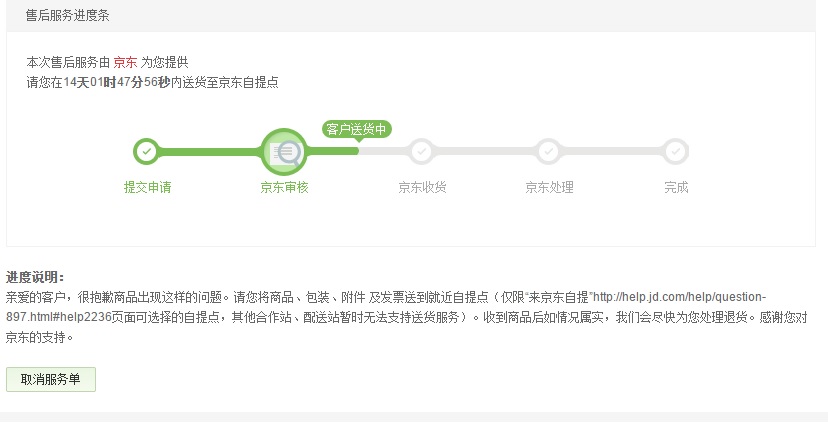 售后服务进度条
本次售后服务由 京东 为您提供
请您在14天01时47分56秒内送货至京东自提点
客户送货中
提交申请 京东审核 京东收货 京东处理 完成
进度说明：
亲爱的客户，很抱歉商品出现这样的问题。请您将商品、包装、附件 及发票送到就近自提点（仅限“来京东自提”http://help.jd.com/help/question-
897.html#help2236页面可选择的自提点，其他合作站、配送站暂时无法支持送货服务）。收到商品后如情况属实，我们会尽快为您处理退货。感谢您对
京东的支持。
取消服务单